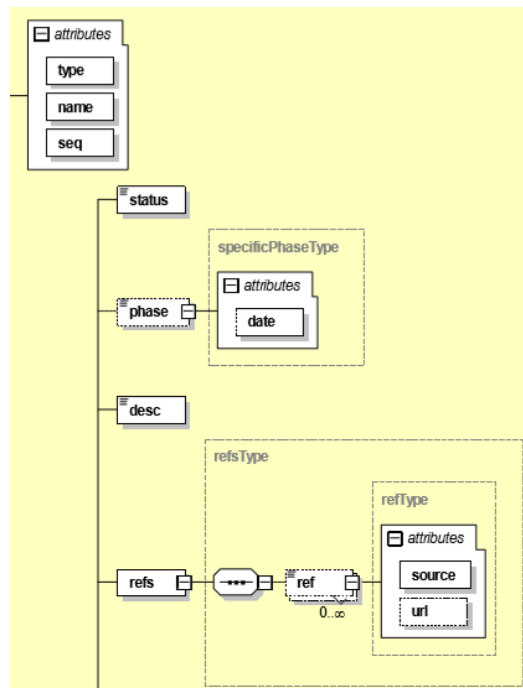 attributes
type
name
seq
status
specificPhaseType
phase
attributes
date
desc
refsType
refType
attributes
refs
ref
source
0..∞
url